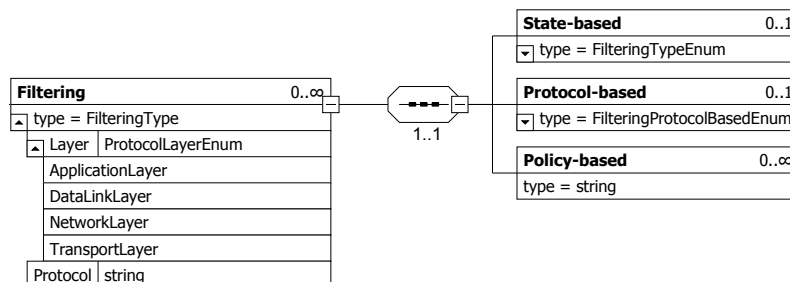 State-based 0..1
type = FilteringTypeEnum
Filtering 0..∞
type = FilteringType
Layer ProtocolLayerEnum
ApplicationLayer
DataLinkLayer
NetworkLayer
TransportLayer
Protocol string
1..1
Protocol-based 0..1
type = FilteringProtocolBasedEnum
Policy-based 0..∞
type = string